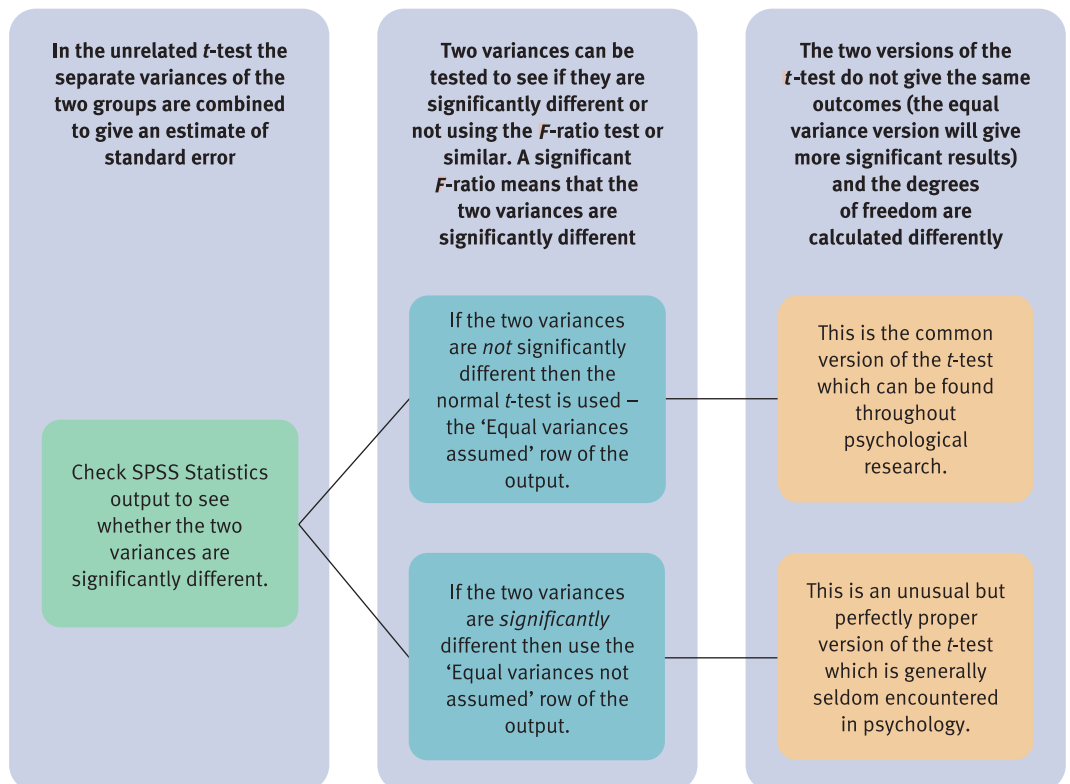 In the unrelated t-test the
separate variances of the
two groups are combined
to give an estimate of
standard error
Check SPSS Statistics
output to see
whether the two
variances are
significantly different.
Two variances can be
tested to see if they are
significantly different or
not using the F-ratio test or
similar. A significant
F-ratio means that the
two variances are
significantly different
If the two variances
are not significantly
different then the
normal t-test is used –
the ‘Equal variances
assumed’ row of the
output.
If the two variances
are significantly
different then use the
‘Equal variances not
assumed’ row of the
output.
The two versions of the
t-test do not give the same
outcomes (the equal
variance version will give
more significant results)
and the degrees
of freedom are
calculated differently
This is the common
version of the t-test
which can be found
throughout
psychological
research.
This is an unusual but
perfectly proper
version of the t-test
which is generally
seldom encountered
in psychology.